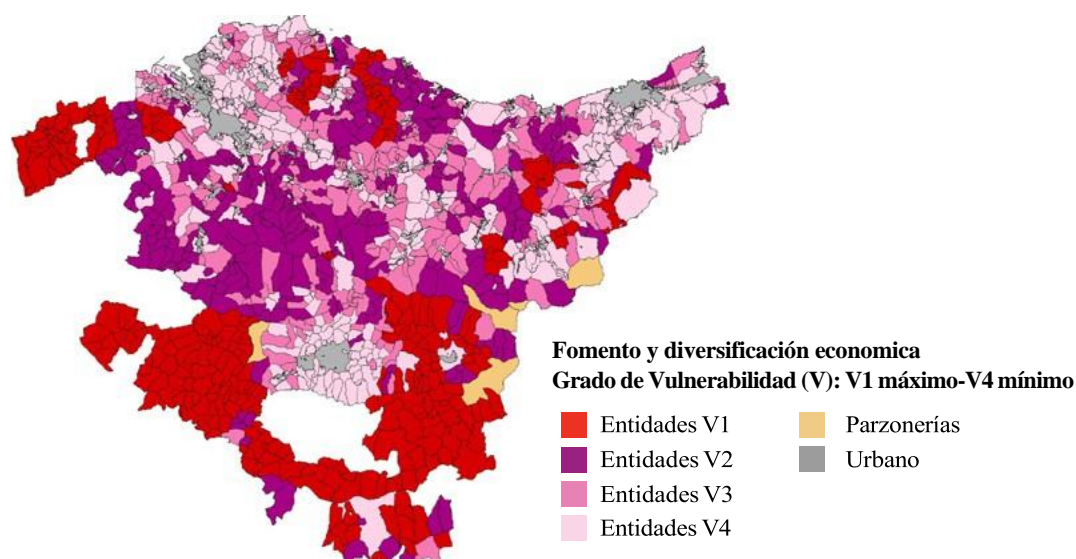 Fomento y diversificación economica
Grado de Vulnerabilidad (V): V1 máximo-V4 mínimo
Entidades V1
Entidades V2
Entidades V3
Entidades V4
Parzonerías
Urbano